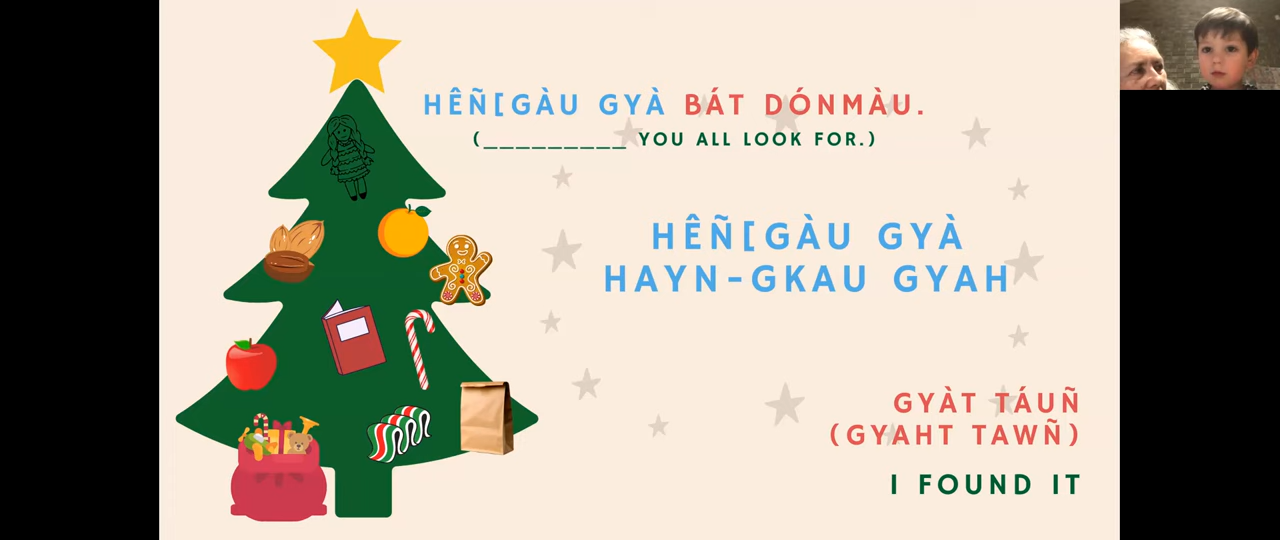 HÊÑ[GÀU GYÀ BÁT DÓNMÀU.
(_________ YOU ALL LOOK FOR.)
HÊÑ[GÀU GYÀ
HAYN-GKAU GYAH
GYÀT TÁUÑ
(GYAHT TAWÑ)
I FOUND IT